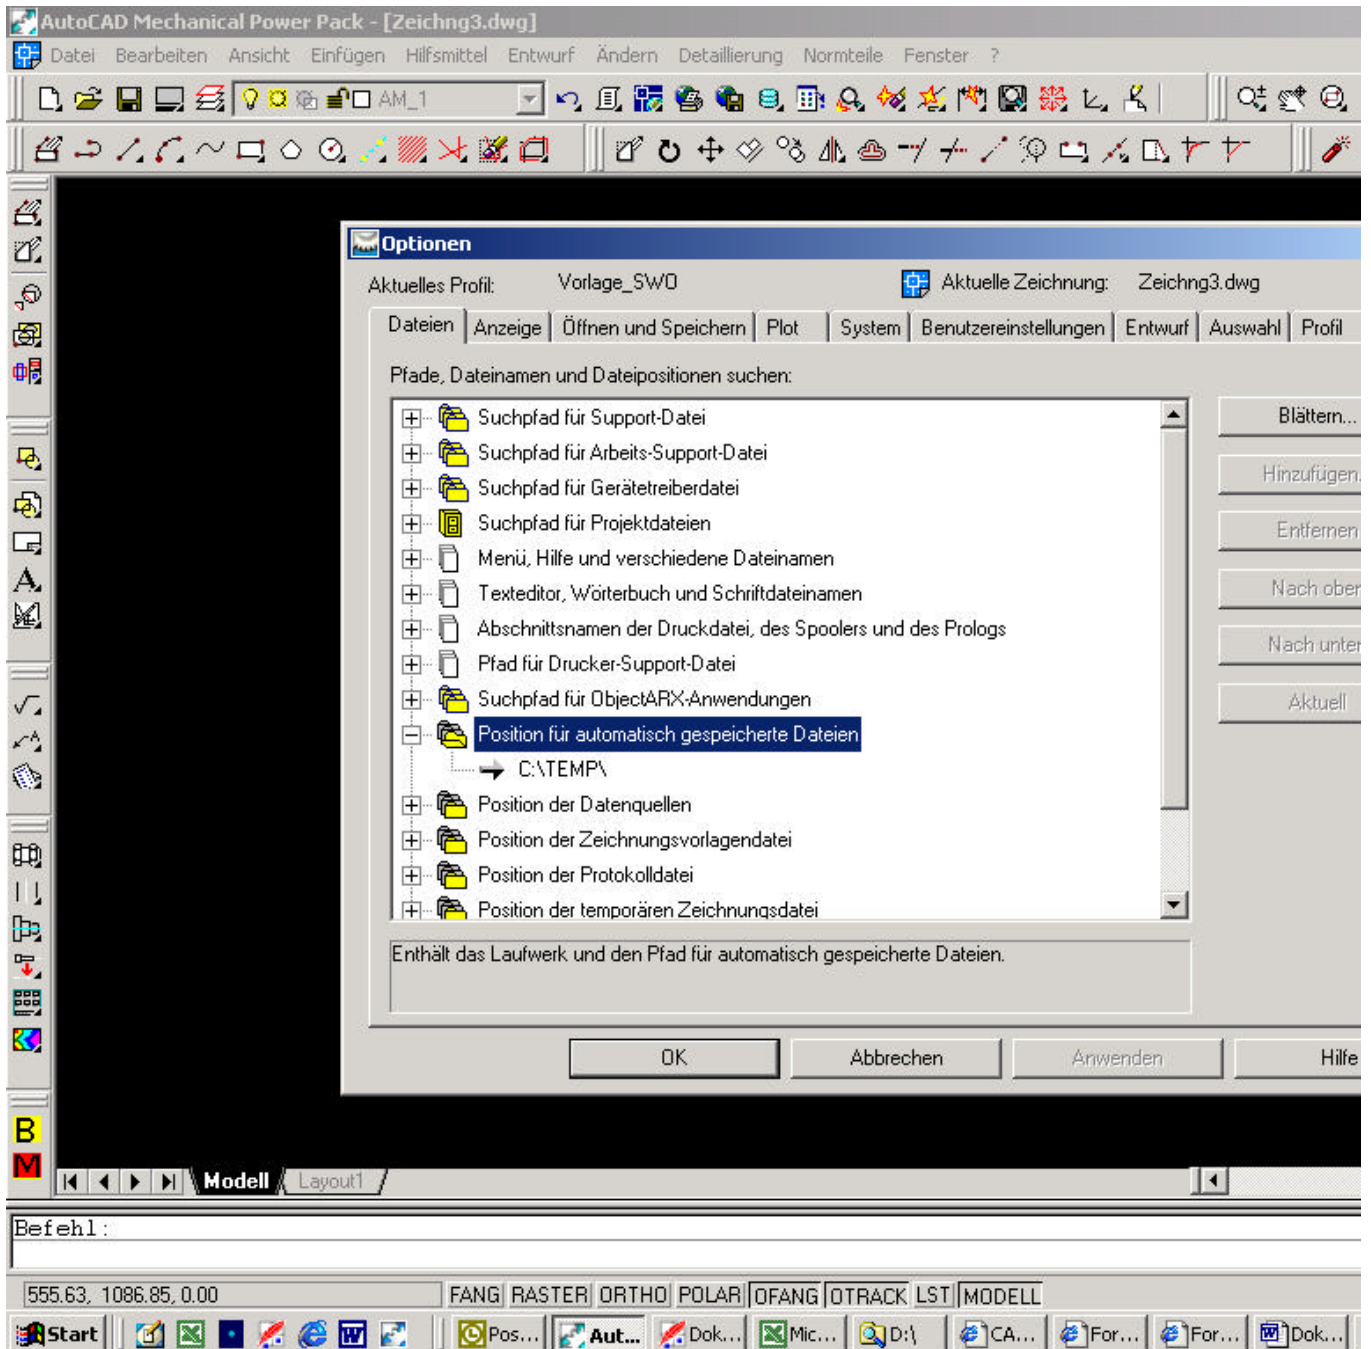 AutoCAD Mechanical Power Pack - [Zeichng3.dwg]
Datei Bearbeiten Ansicht Einfügen Hilfsmittel Entwurf Ändern Detaillierung Normteile Fenster ?
AM_1
Optionen
Aktuelles Profil: Vorlage_SWO Aktuelle Zeichnung: Zeichng3.dwg
Dateien Anzeige Öffnen und Speichern Plot System Benutzereinstellungen Entwurf Auswahl Profil
Pfade, Dateinamen und Dateipositionen suchen:
Suchpfad für Support-Datei
Suchpfad für Arbeits-Support-Datei
Suchpfad für Gerätetreiberdatei
Suchpfad für Projektdateien
Menü, Hilfe und verschiedene Dateinamen
Texteditor, Wörterbuch und Schriftdateinamen
Abschnittsnamen der Druckdatei, des Spoolers und des Prologs
Pfad für Drucker-Support-Datei
Suchpfad für ObjectARX-Anwendungen
Position für automatisch gespeicherte Dateien
C:\TEMP\
Position der Datenquellen
Position der Zeichnungsvorlagendatei
Position der Protokolldatei
Position der temporären Zeichnungsdatei
Blättern...
Hinzufügen.
Entfernen
Nach ober
Nach unter
Aktuell
Enthält das Laufwerk und den Pfad für automatisch gespeicherte Dateien.
OK Abbrechen Anwenden Hilfe
B
M
Modell Layout1
Befehl:
555.63, 1086.85, 0.00 FANG RASTER ORTHO POLAR OFANG OTRACK LST MODELL
Start Pos... Aut... Dok... Mic... D:\ CA... For... For... Dok...